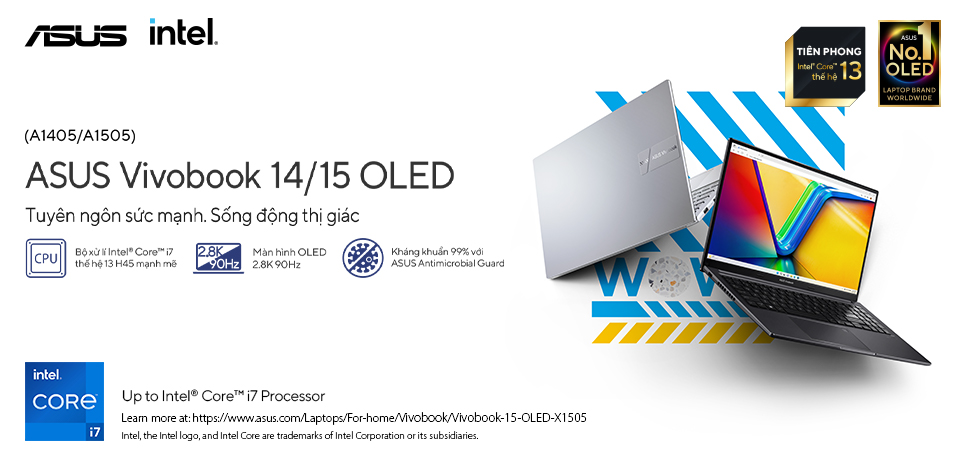 ASUS
intel.
TIÊN PHONG
Intel® Core™
thế hệ 13
ASUS
No.1
OLED
LAPTOP BRAND
WORLDWIDE
(A1405/A1505)
ASUS Vivobook 14/15 OLED
Tuyên ngôn sức mạnh. Sống động thị giác
CPU
Bộ xử lí Intel® Core™ i7
thế hệ 13 H45 mạnh mẽ
2.8K
90Hz
Màn hình OLED
2.8K 90Hz
Kháng khuẩn 99% với
ASUS Antimicrobial Guard
WOW
intel.
CORE™
i7
Up to Intel® Core™ i7 Processor
Learn more at: https://www.asus.com/Laptops/For-home/Vivobook/Vivobook-15-OLED-X1505
Intel, the Intel logo, and Intel Core are trademarks of Intel Corporation or its subsidiaries.